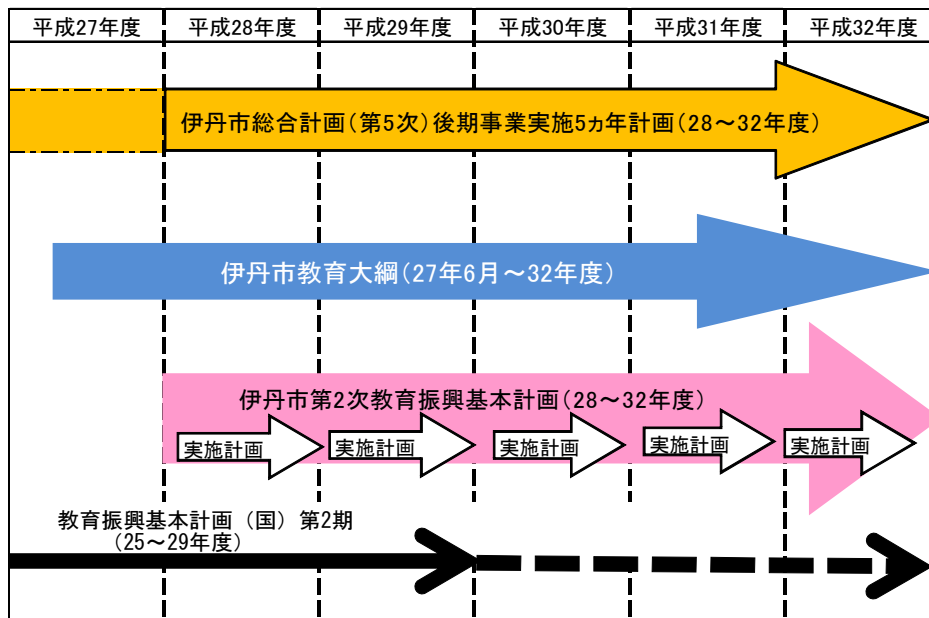 平成27年度 平成28年度 平成29年度 平成30年度 平成31年度 平成32年度
伊丹市総合計画(第5次)後期事業実施5ヵ年計画(28～32年度)
伊丹市教育大綱(27年6月～32年度)
伊丹市第2次教育振興基本計画(28～32年度)
実施計画 実施計画 実施計画 実施計画 実施計画
教育振興基本計画（国）第2期
(25～29年度)